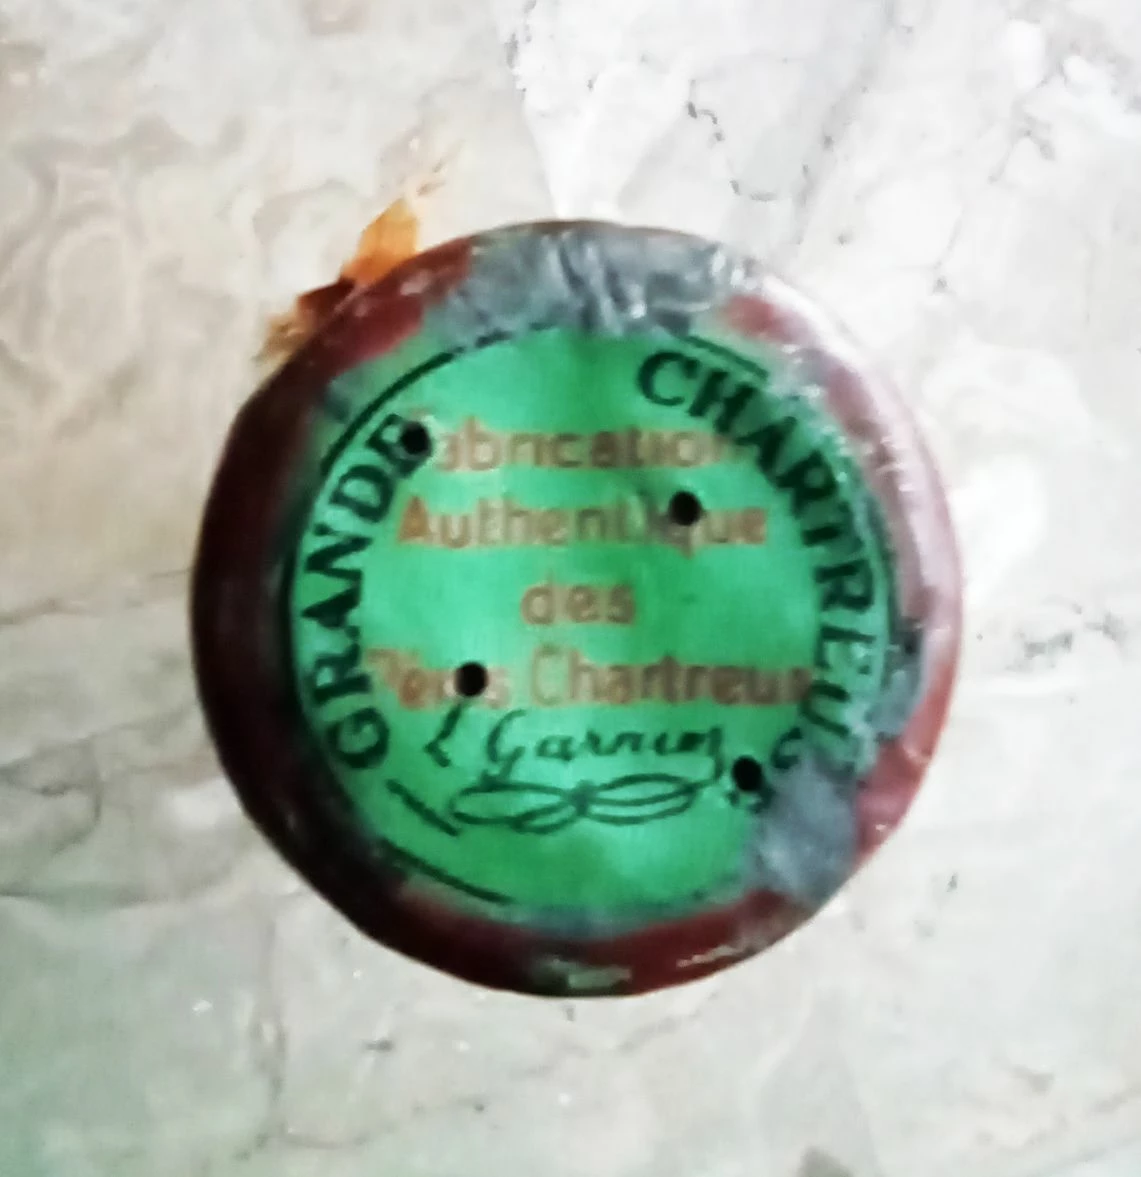 GRANDE CHARTREUSE
Fabrication
Authentique
des
Pères Chartreux
L Garnier